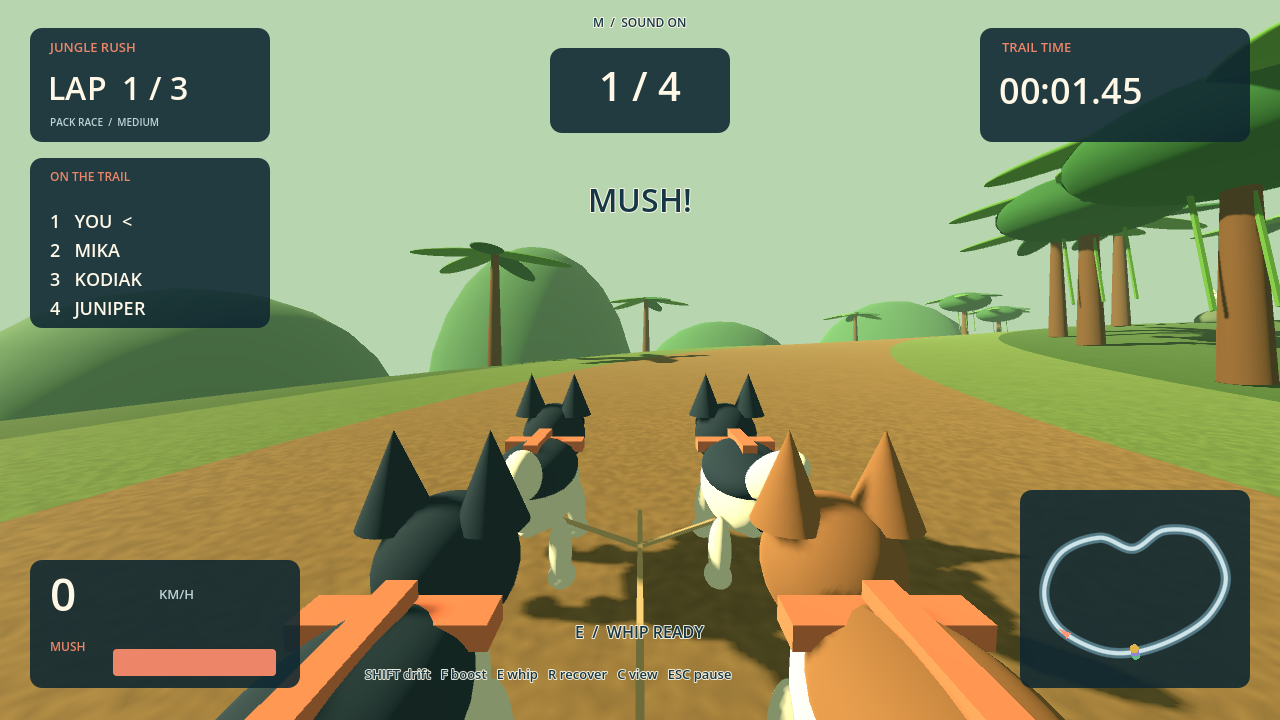 M / SOUND ON
JUNGLE RUSH
LAP 1 / 3
PACK RACE / MEDIUM
1 / 4
TRAIL TIME
00:01.45
ON THE TRAIL
1 YOU <
2 MIKA
3 KODIAK
4 JUNIPER
MUSH!
0 KM/H
MUSH
E / WHIP READY
SHIFT drift F boost E whip R recover C view ESC pause